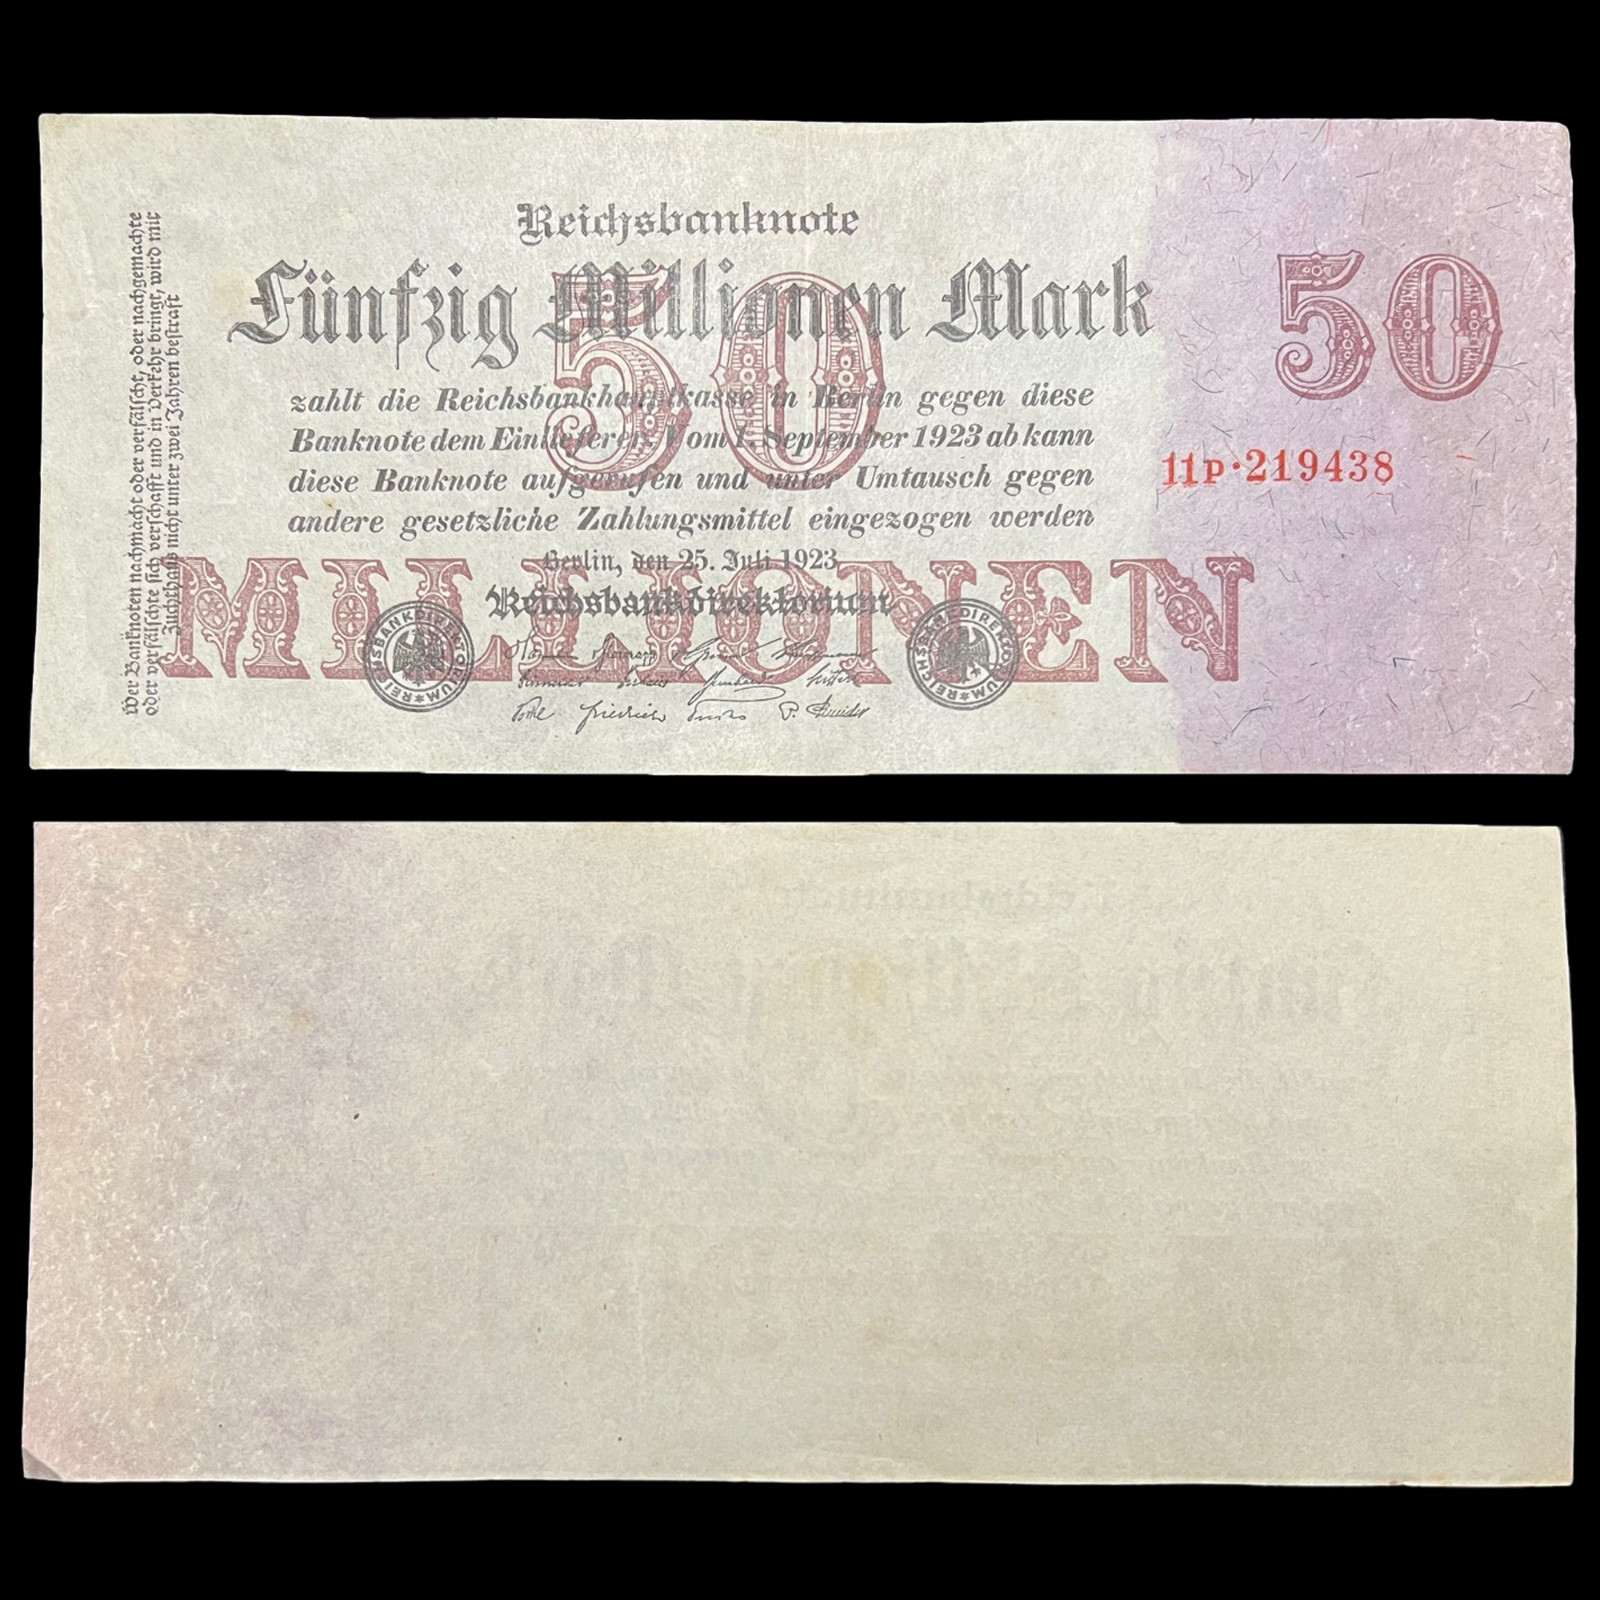 Reichsbanknote
Fünfzig Millionen Mark
50
50
zahlt die Reichsbankhauptkasse in Berlin gegen diese
Banknote dem Einlieferer. Vom 1. September 1923 ab kann
diese Banknote aufgerufen und unter Umtausch gegen
andere gesetzliche Zahlungsmittel eingezogen werden
11P·219438
Berlin, den 25. Juli 1923
MILLIONEN
Reichsbankdirektorium
REICHSBANKDIREKTORIUM
REICHSBANKDIREKTORIUM
Wer Banknoten nachmacht oder verfälscht, oder nachgemachte
oder verfälschte sich verschafft und in Verkehr bringt, wird mit
Zuchthaus nicht unter zwei Jahren bestraft